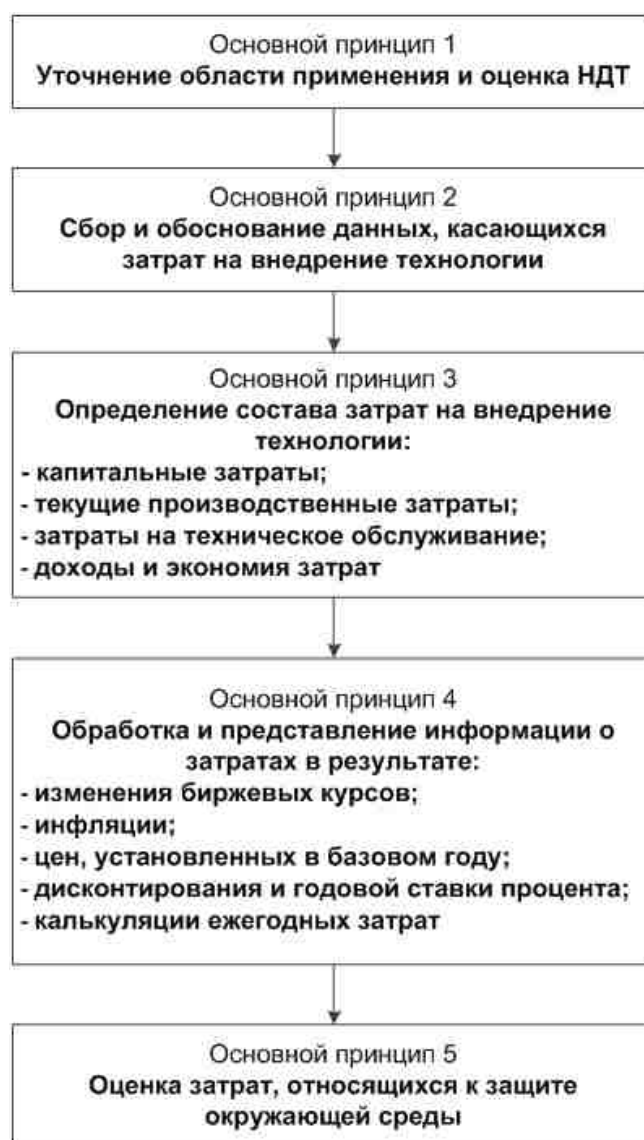 Основной принцип 1
Уточнение области применения и оценка НДТ
Основной принцип 2
Сбор и обоснование данных, касающихся
затрат на внедрение технологии
Основной принцип 3
Определение состава затрат на внедрение
технологии:
- капитальные затраты;
- текущие производственные затраты;
- затраты на техническое обслуживание;
- доходы и экономия затрат
Основной принцип 4
Обработка и представление информации о
затратах в результате:
- изменения биржевых курсов;
- инфляции;
- цен, установленных в базовом году;
- дисконтирования и годовой ставки процента;
- калькуляции ежегодных затрат
Основной принцип 5
Оценка затрат, относящихся к защите
окружающей среды